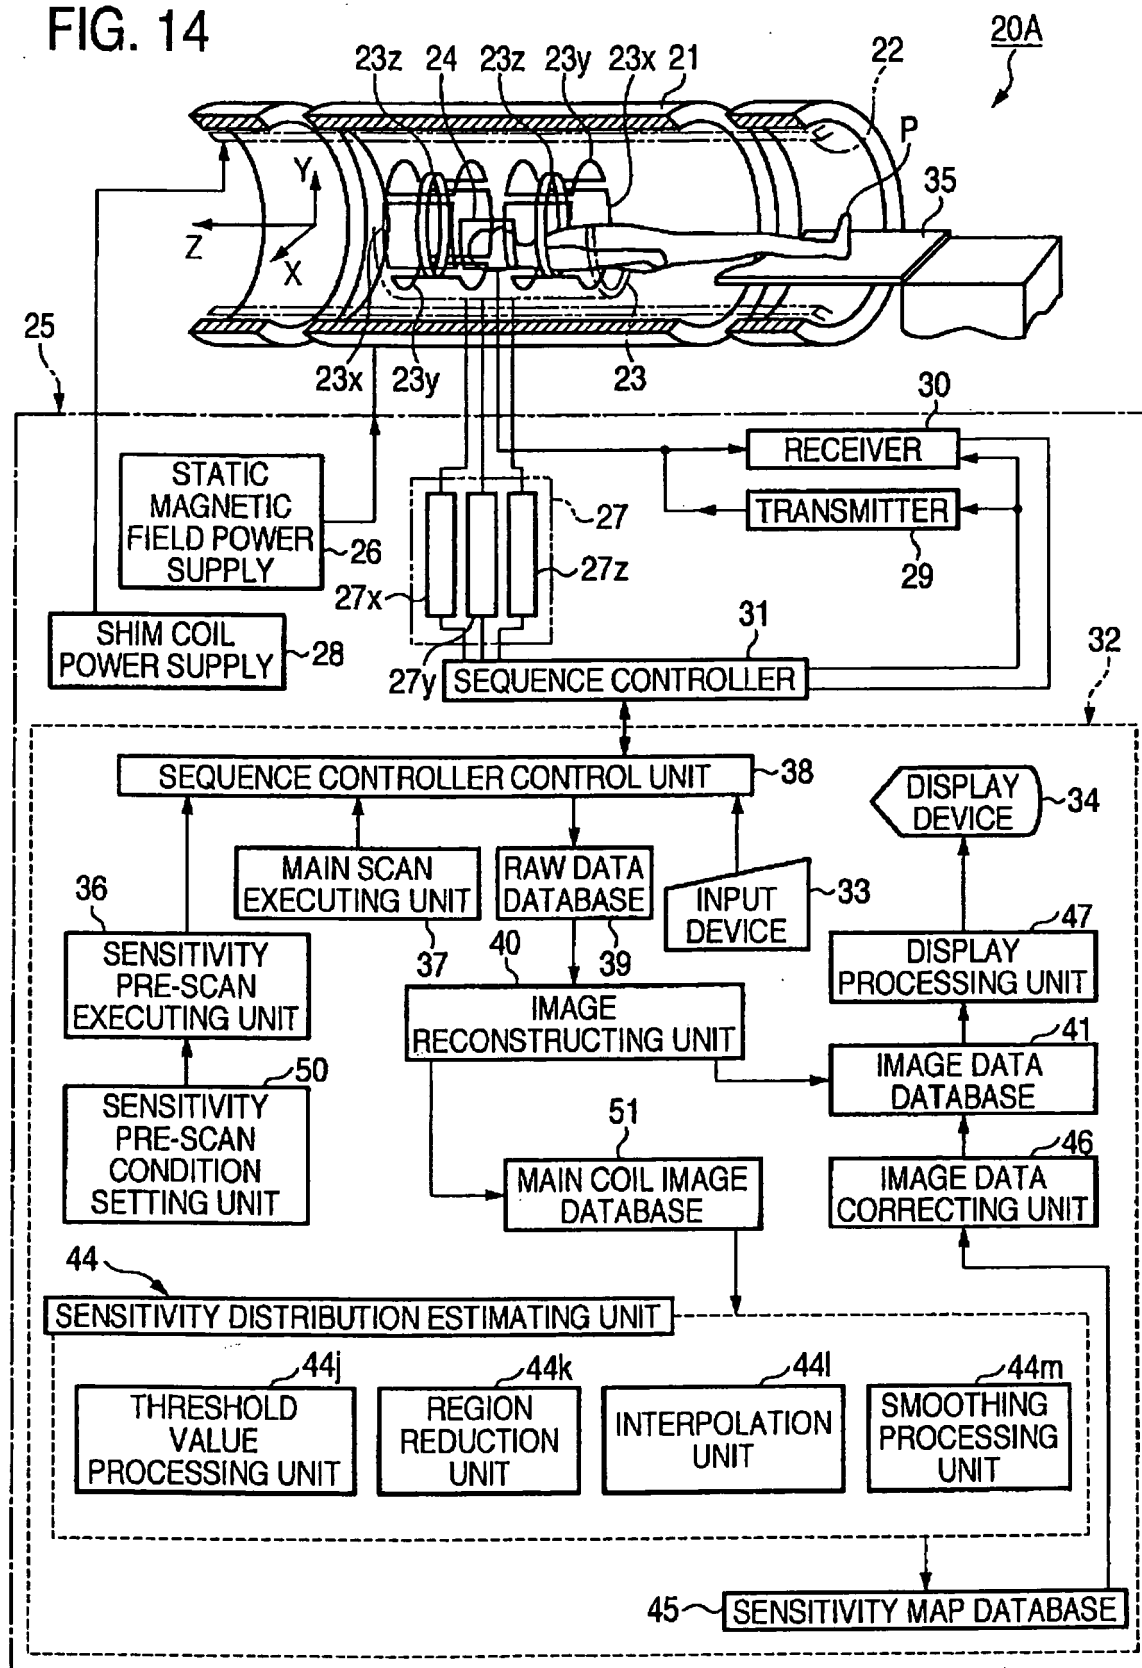 FIG. 14
20A
23z 24 23z 23y 23x 21 22
P
35
Y
Z
X
25
23x 23y 23
30
RECEIVER
STATIC
MAGNETIC
FIELD POWER
SUPPLY
26
27
TRANSMITTER
29
27x
27z
SHIM COIL
POWER SUPPLY
28
27y
31
SEQUENCE CONTROLLER
32
SEQUENCE CONTROLLER CONTROL UNIT
38
DISPLAY
DEVICE
34
MAIN SCAN
EXECUTING UNIT
37
RAW DATA
DATABASE
39
INPUT
DEVICE
33
36
SENSITIVITY
PRE-SCAN
EXECUTING UNIT
40
IMAGE
RECONSTRUCTING UNIT
47
DISPLAY
PROCESSING UNIT
41
IMAGE DATA
DATABASE
50
SENSITIVITY
PRE-SCAN
CONDITION
SETTING UNIT
51
MAIN COIL IMAGE
DATABASE
46
IMAGE DATA
CORRECTING UNIT
44
SENSITIVITY DISTRIBUTION ESTIMATING UNIT
44j
THRESHOLD
VALUE
PROCESSING UNIT
44k
REGION
REDUCTION
UNIT
44l
INTERPOLATION
UNIT
44m
SMOOTHING
PROCESSING
UNIT
45
SENSITIVITY MAP DATABASE